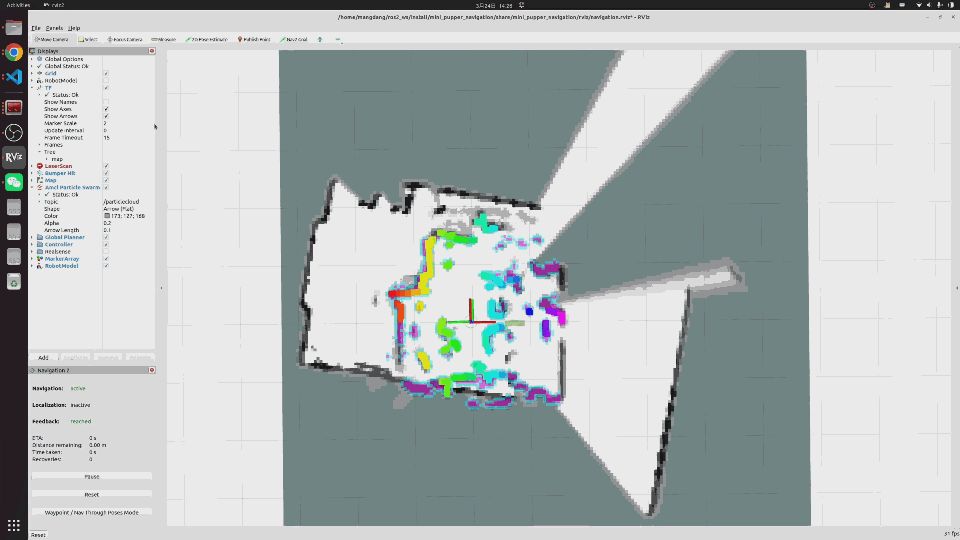 Activities
rviz2
3月24日 14:28
/home/mangdang/ros2_ws/install/mini_pupper_navigation/share/mini_pupper_navigation/rviz/navigation.rviz* - RViz
File Panels Help
Move Camera Select Focus Camera Measure 2D Pose Estimate Publish Point Nav2 Goal
Displays
Global Options
Global Status: Ok
Grid
RobotModel
TF
Status: Ok
Show Names
Show Axes
Show Arrows
Marker Scale 2
Update Interval 0
Frame Timeout 15
Frames
Tree
map
LaserScan
Bumper Hit
Map
Amcl Particle Swarm
Status: Ok
Topic /particlecloud
Shape Arrow (Flat)
Color 173; 127; 168
Alpha 0.2
Arrow Length 0.1
Global Planner
Controller
Realsense
MarkerArray
RobotModel
Add
Navigation 2
Navigation: active
Localization: inactive
Feedback: reached
ETA: 0 s
Distance remaining: 0.00 m
Time taken: 0 s
Recoveries: 0
Pause
Reset
Waypoint / Nav Through Poses Mode
Reset
31 fps
RViz